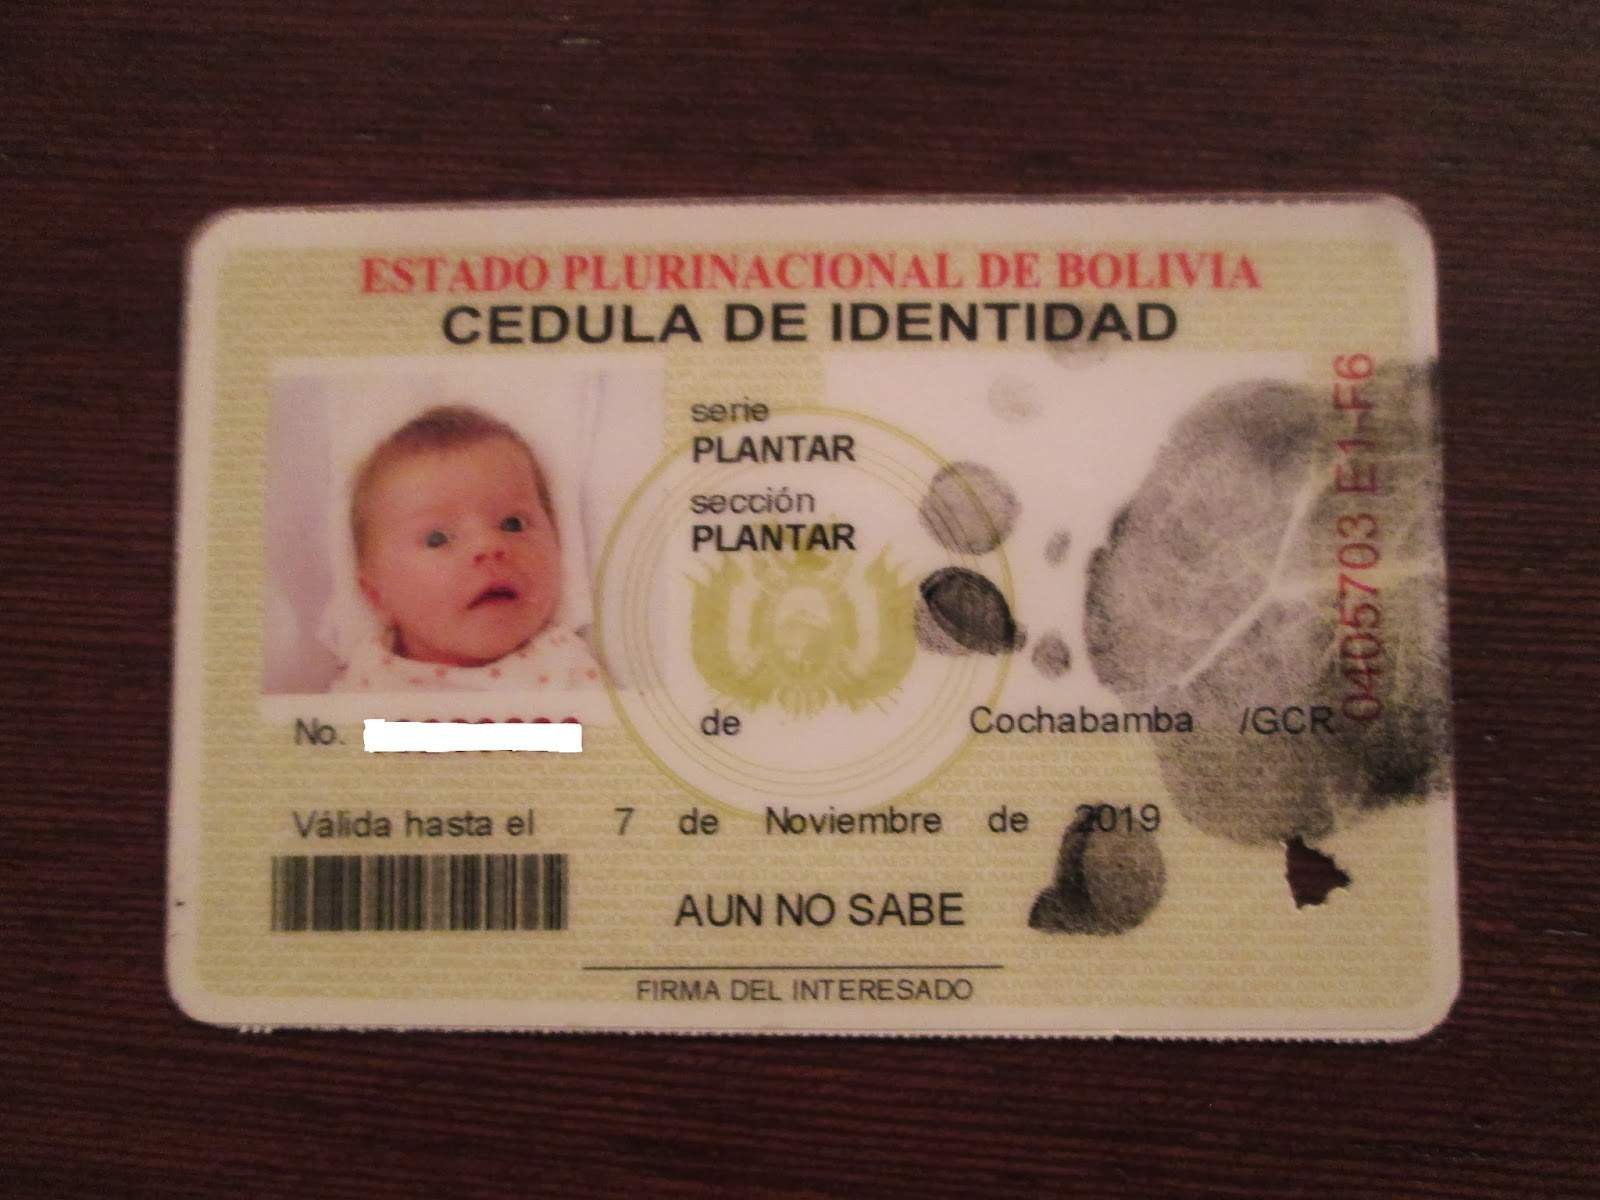 ESTADO PLURINACIONAL DE BOLIVIA
CEDULA DE IDENTIDAD
serie
PLANTAR
sección
PLANTAR
0405703 E1-F6
No.
de Cochabamba /GCR
Válida hasta el 7 de Noviembre de 2019
AUN NO SABE
FIRMA DEL INTERESADO